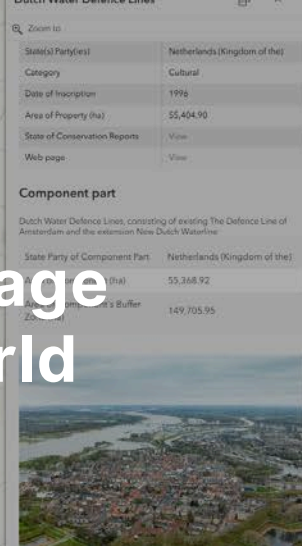 Dutch Water Defence Lines
Zoom to
State(s) Party(ies) Netherlands (Kingdom of the)
Category Cultural
Date of Inscription 1996
Area of Property (ha) 55,404.90
State of Conservation Reports View
Web page View
Component part
Dutch Water Defence Lines, consisting of existing The Defence Line of
Amsterdam and the extension New Dutch Waterline
State Party of Component Part Netherlands (Kingdom of the)
age
(ha) 55,368.92
Buffer
149,705.95
rld